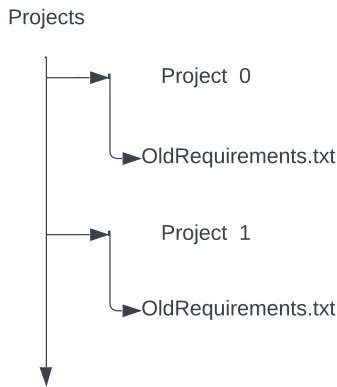 Projects
Project 0
OldRequirements.txt
Project 1
OldRequirements.txt